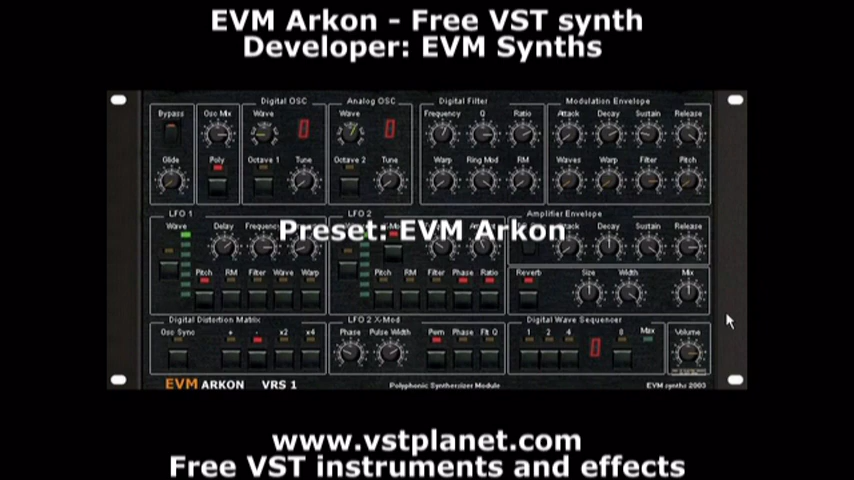 EVM Arkon - Free VST synth
Developer: EVM Synths
Digital OSC Analog OSC Digital Filter Modulation Envelope
Bypass Osc Mix Wave Wave Frequency Q Ratio Attack Decay Sustain Release
Glide Poly Octave 1 Tune Octave 2 Tune Warp Ring Mod RM Waves Warp Filter Pitch
LFO 1 LFO 2 Amplifier Envelope
Wave Delay Frequency Decay Sustain Release
Preset: EVM Arkon
Pitch RM Filter Wave Warp Pitch RM Filter Phase Ratio Reverb Size Width Mix
Digital Distortion Matrix LFO 2 X-Mod Digital Wave Sequencer
Osc Sync + - x2 x4 Phase Pulse Width Pwm Phase Flt Q 1 2 4 8 Max Volume
EVM ARKON VRS 1 Polyphonic Synthesizer Module EVM synths 2003
www.vstplanet.com
Free VST instruments and effects